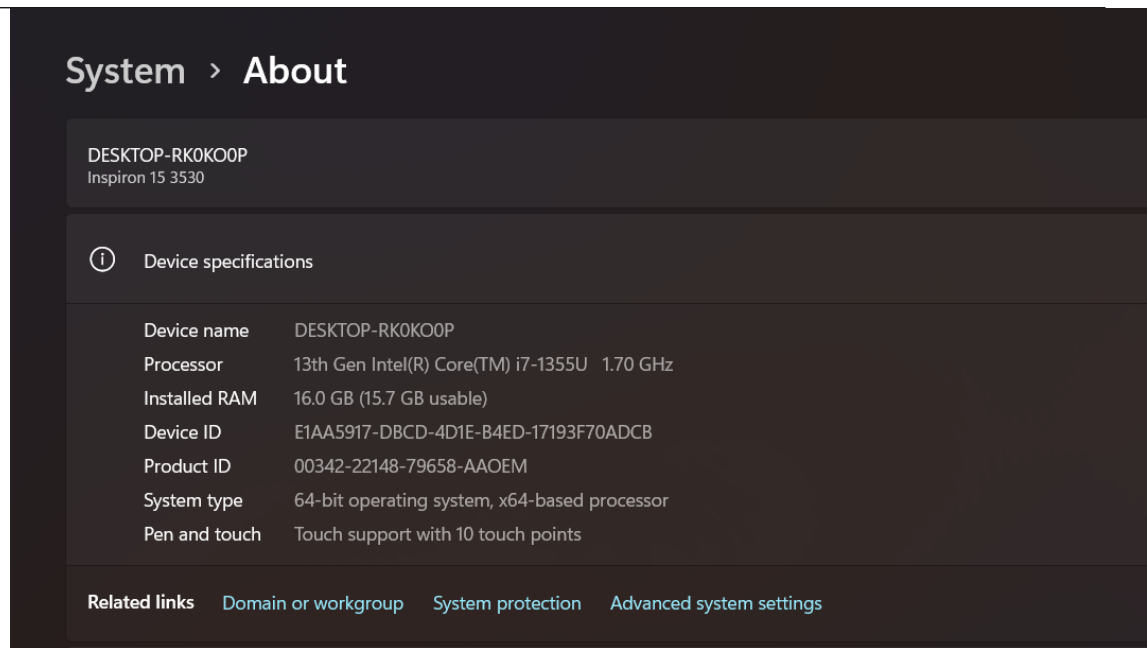 System > About
DESKTOP-RK0KO0P
Inspiron 15 3530
Device specifications
Device name DESKTOP-RK0KO0P
Processor 13th Gen Intel(R) Core(TM) i7-1355U 1.70 GHz
Installed RAM 16.0 GB (15.7 GB usable)
Device ID E1AA5917-DBCD-4D1E-B4ED-17193F70ADCB
Product ID 00342-22148-79658-AAOEM
System type 64-bit operating system, x64-based processor
Pen and touch Touch support with 10 touch points
Related links Domain or workgroup System protection Advanced system settings